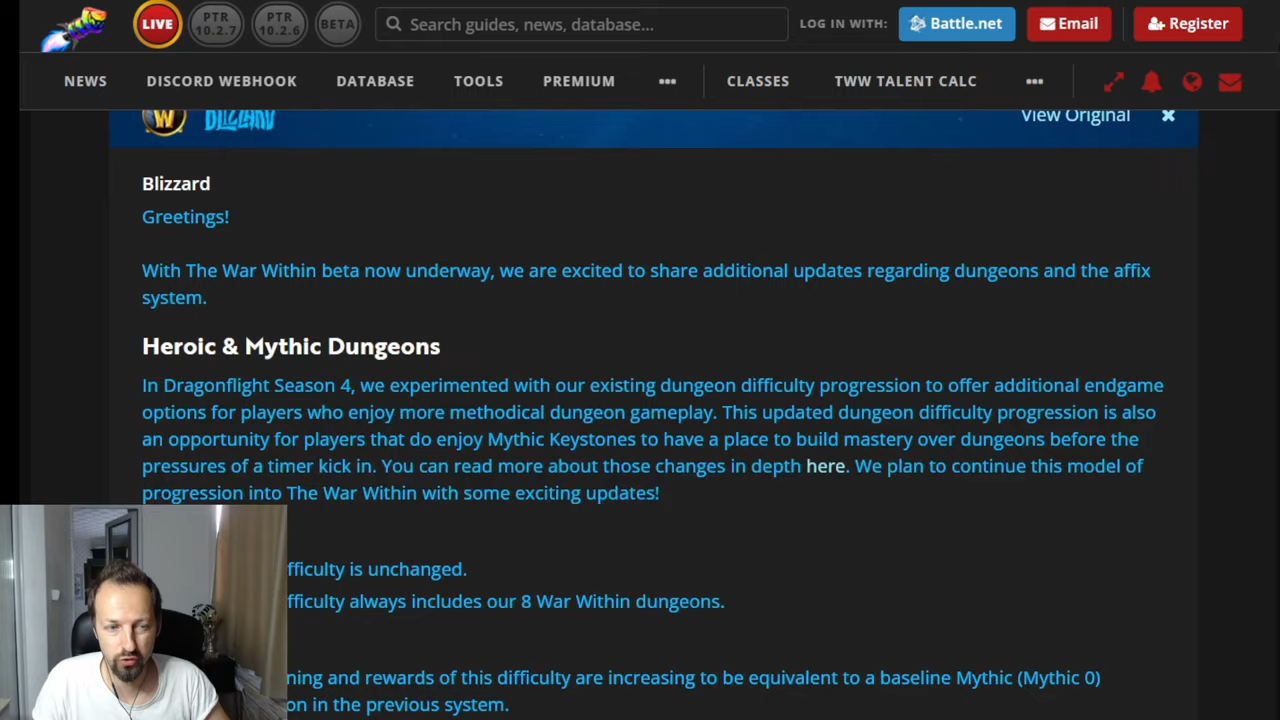 LIVE
PTR 10.2.7
PTR 10.2.6
BETA
Search guides, news, database...
LOG IN WITH:
Battle.net
Email
Register
NEWS
DISCORD WEBHOOK
DATABASE
TOOLS
PREMIUM
•••
CLASSES
TWW TALENT CALC
•••
W
BLIZZARD
View Original
Blizzard
Greetings!
With The War Within beta now underway, we are excited to share additional updates regarding dungeons and the affix
system.
Heroic & Mythic Dungeons
In Dragonflight Season 4, we experimented with our existing dungeon difficulty progression to offer additional endgame
options for players who enjoy more methodical dungeon gameplay. This updated dungeon difficulty progression is also
an opportunity for players that do enjoy Mythic Keystones to have a place to build mastery over dungeons before the
pressures of a timer kick in. You can read more about those changes in depth here. We plan to continue this model of
progression into The War Within with some exciting updates!
fficulty is unchanged.
fficulty always includes our 8 War Within dungeons.
ning and rewards of this difficulty are increasing to be equivalent to a baseline Mythic (Mythic 0)
on in the previous system.